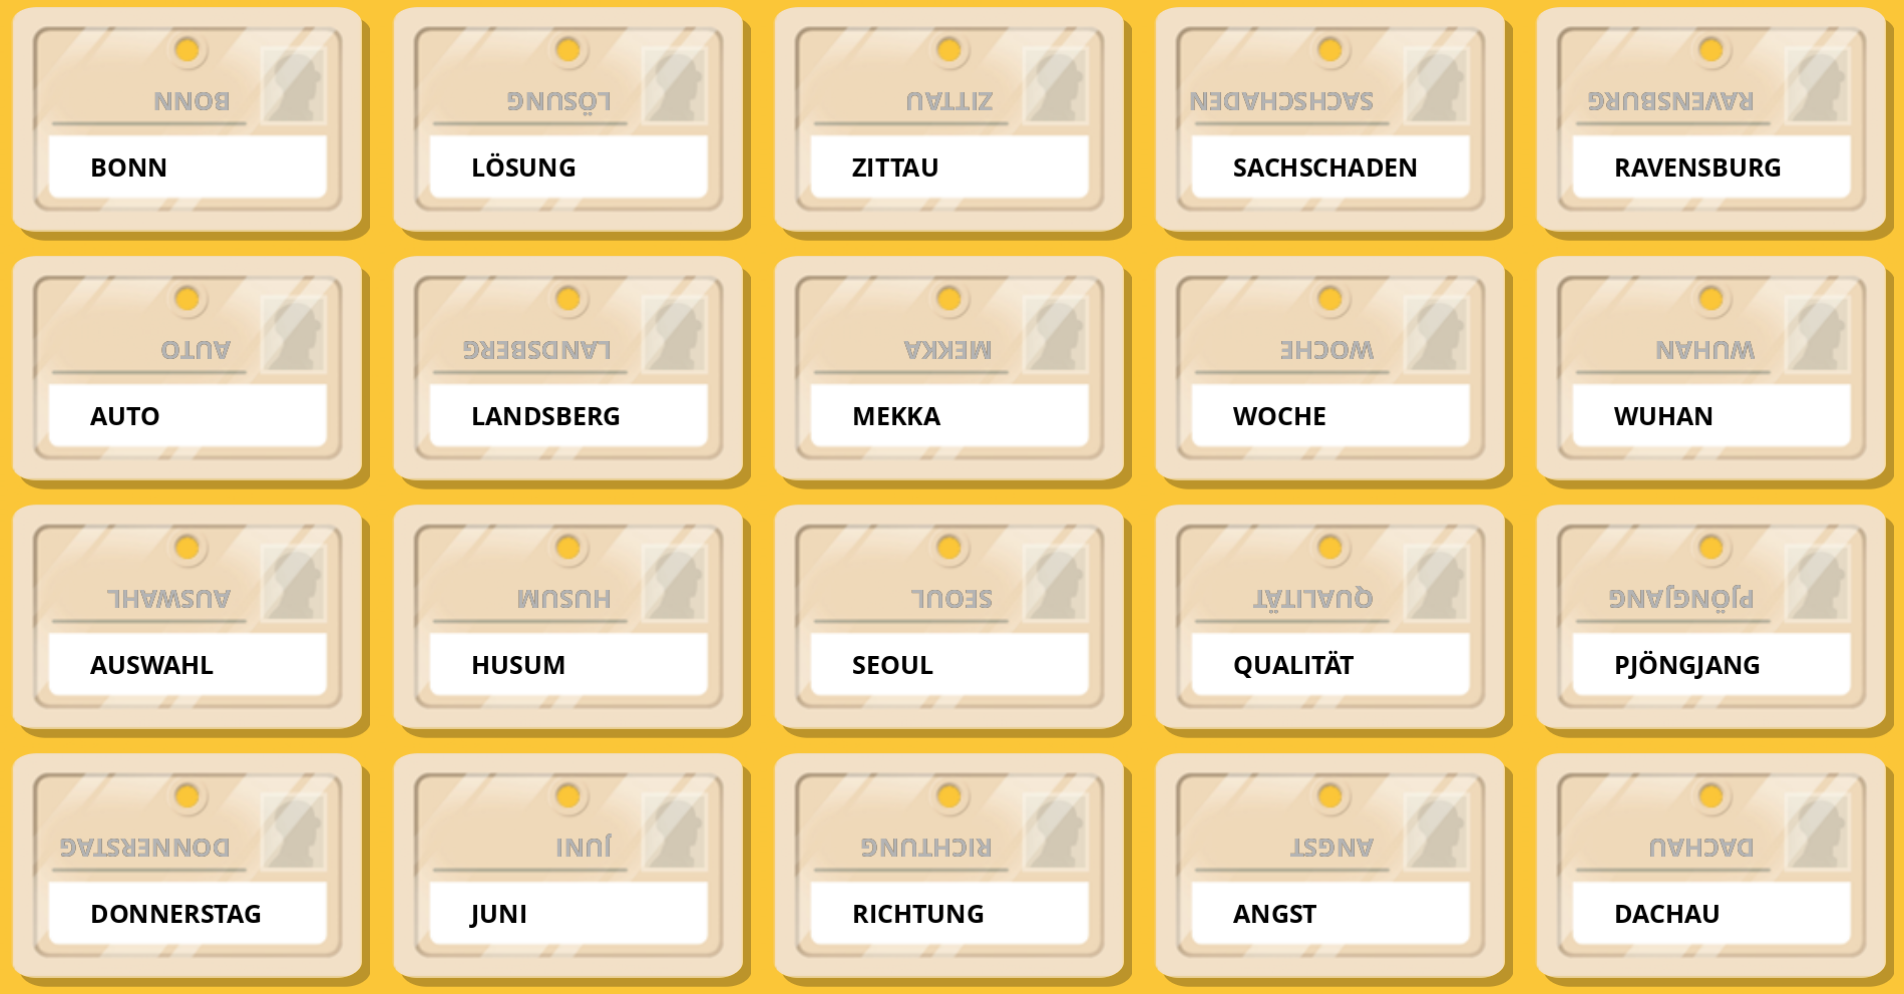 BONN LÖSUNG ZITTAU SACHSCHADEN RAVENSBURG
BONN LÖSUNG ZITTAU SACHSCHADEN RAVENSBURG
AUTO LANDSBERG MEKKA WOCHE WUHAN
AUTO LANDSBERG MEKKA WOCHE WUHAN
AUSWAHL HUSUM SEOUL QUALITÄT PJÖNGJANG
AUSWAHL HUSUM SEOUL QUALITÄT PJÖNGJANG
DONNERSTAG JUNI RICHTUNG ANGST DACHAU
DONNERSTAG JUNI RICHTUNG ANGST DACHAU